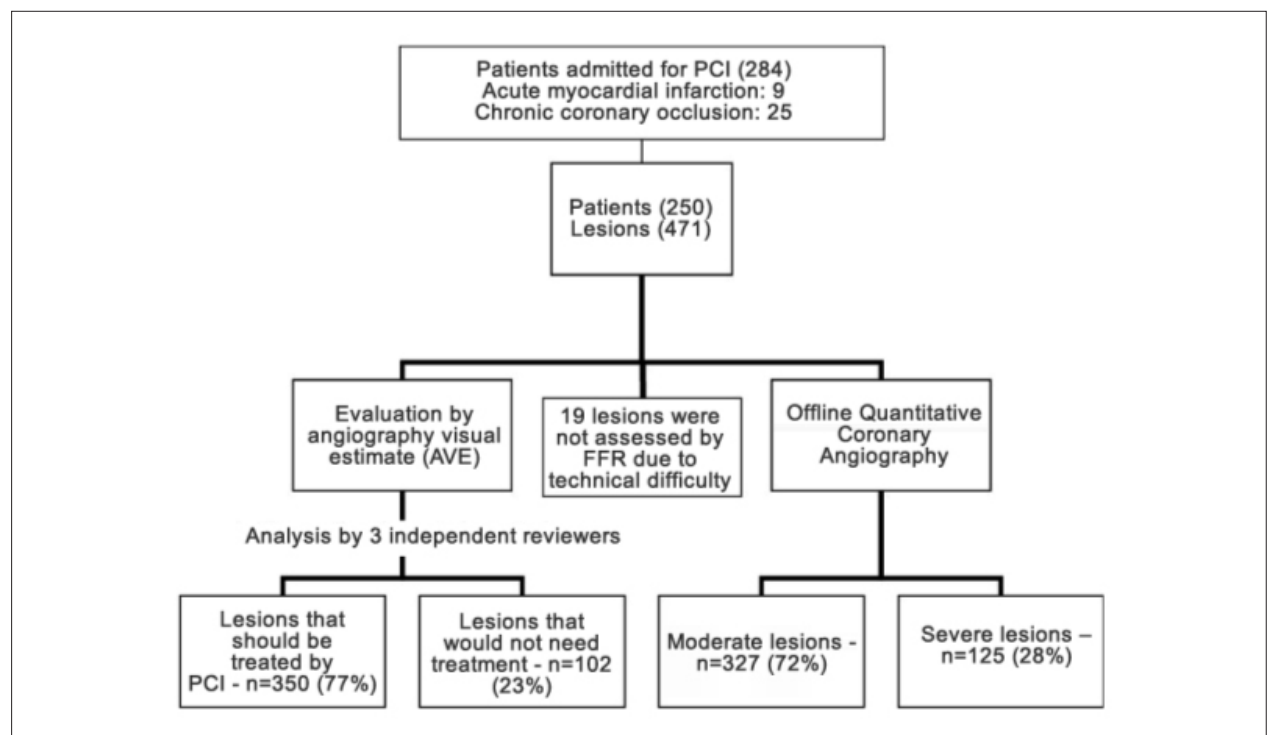 Patients admitted for PCI (284)
Acute myocardial infarction: 9
Chronic coronary occlusion: 25
Patients (250)
Lesions (471)
Evaluation by
angiography visual
estimate (AVE)
19 lesions were
not assessed by
FFR due to
technical difficulty
Offline Quantitative
Coronary
Angiography
Analysis by 3 independent reviewers
Lesions that
should be
treated by
PCI - n=350 (77%)
Lesions that
would not need
treatment - n=102
(23%)
Moderate lesions -
n=327 (72%)
Severe lesions –
n=125 (28%)